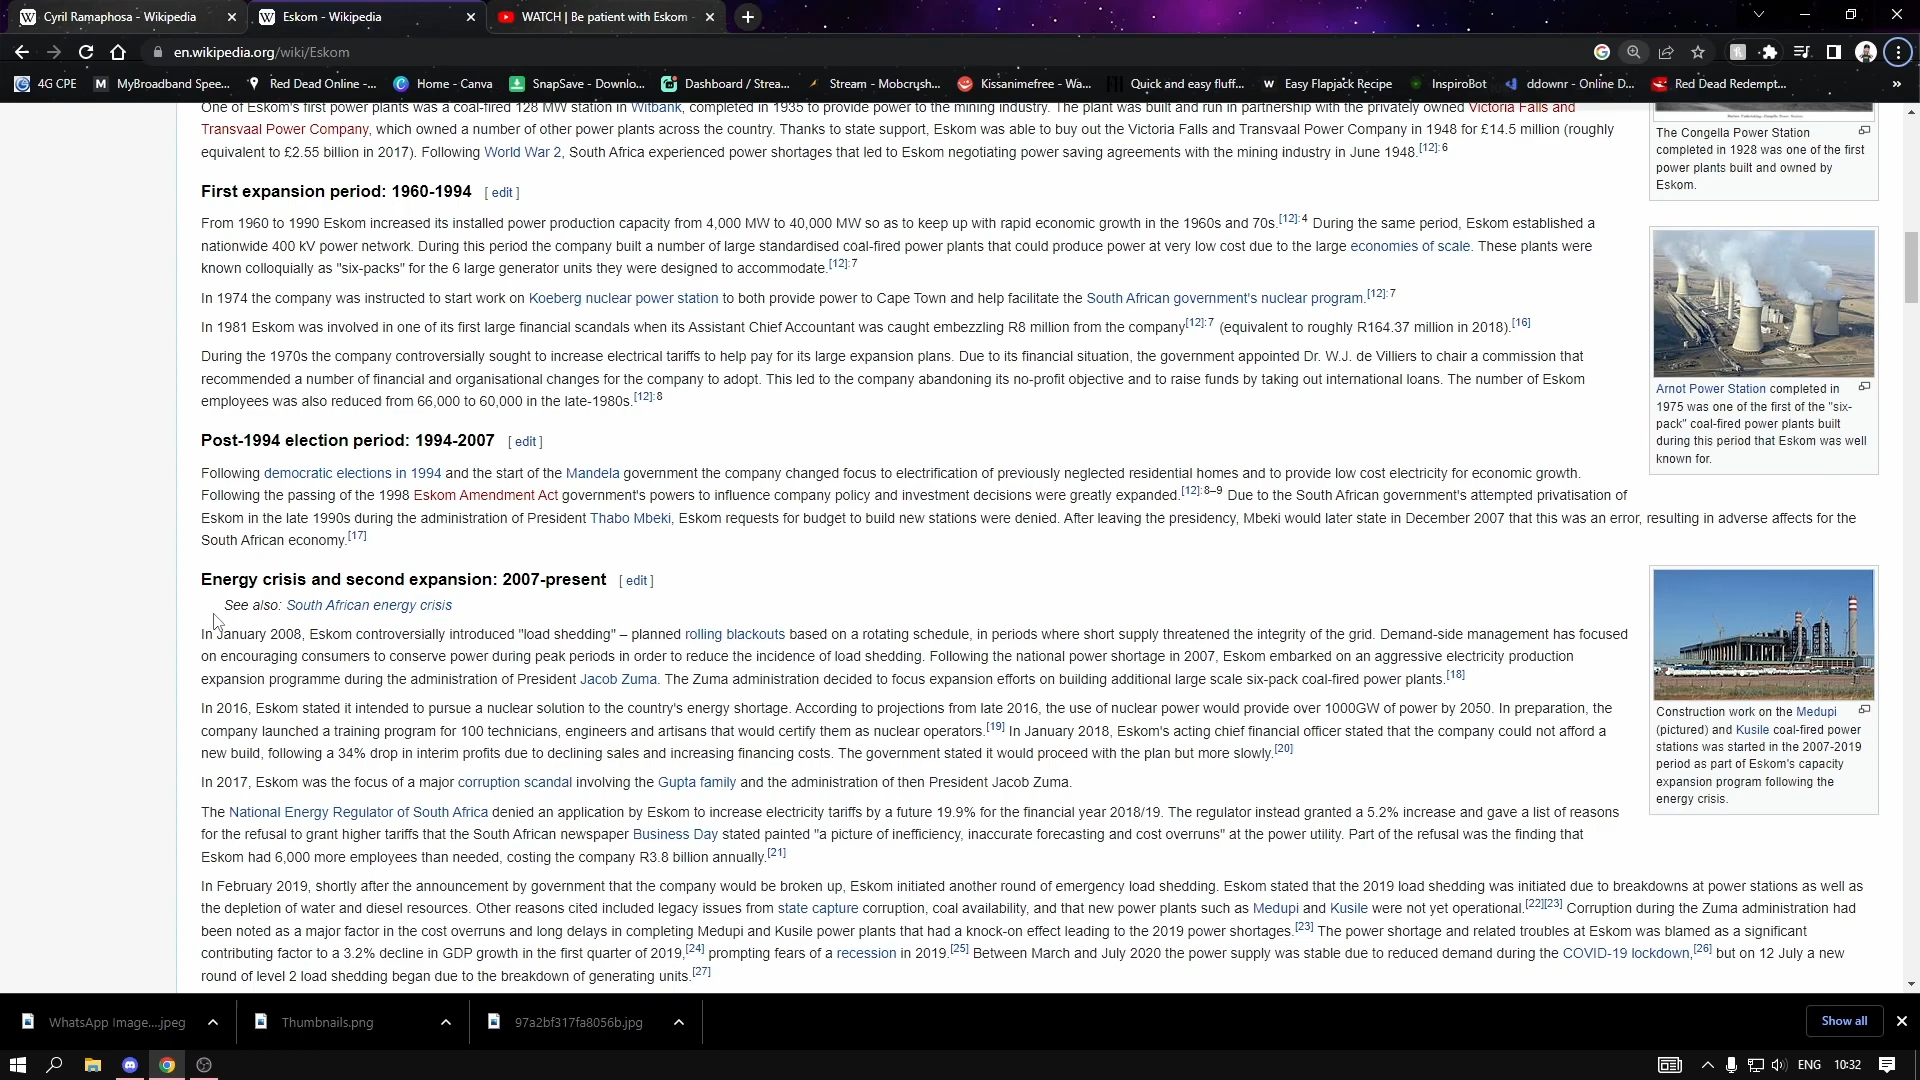 Cyril Ramaphosa - Wikipedia
Eskom - Wikipedia
WATCH | Be patient with Eskom
en.wikipedia.org/wiki/Eskom
4G CPE
MyBroadband Spee...
Red Dead Online -...
Home - Canva
SnapSave - Downlo...
Dashboard / Strea...
Stream - Mobcrush...
Kissanimefree - Wa...
Quick and easy fluff...
Easy Flapjack Recipe
InspiroBot
ddownr - Online D...
Red Dead Redempt...
One of Eskom's first power plants was a coal-fired 128 MW station in Witbank, completed in 1935 to provide power to the mining industry. The plant was built and run in partnership with the privately owned Victoria Falls and
Transvaal Power Company, which owned a number of other power plants across the country. Thanks to state support, Eskom was able to buy out the Victoria Falls and Transvaal Power Company in 1948 for £14.5 million (roughly
equivalent to £2.55 billion in 2017). Following World War 2, South Africa experienced power shortages that led to Eskom negotiating power saving agreements with the mining industry in June 1948.[12]:6
The Congella Power Station
completed in 1928 was one of the first
power plants built and owned by
Eskom.
First expansion period: 1960-1994 [ edit ]
From 1960 to 1990 Eskom increased its installed power production capacity from 4,000 MW to 40,000 MW so as to keep up with rapid economic growth in the 1960s and 70s.[12]:4 During the same period, Eskom established a
nationwide 400 kV power network. During this period the company built a number of large standardised coal-fired power plants that could produce power at very low cost due to the large economies of scale. These plants were
known colloquially as "six-packs" for the 6 large generator units they were designed to accommodate.[12]:7
In 1974 the company was instructed to start work on Koeberg nuclear power station to both provide power to Cape Town and help facilitate the South African government's nuclear program.[12]:7
In 1981 Eskom was involved in one of its first large financial scandals when its Assistant Chief Accountant was caught embezzling R8 million from the company[12]:7 (equivalent to roughly R164.37 million in 2018).[16]
During the 1970s the company controversially sought to increase electrical tariffs to help pay for its large expansion plans. Due to its financial situation, the government appointed Dr. W.J. de Villiers to chair a commission that
recommended a number of financial and organisational changes for the company to adopt. This led to the company abandoning its no-profit objective and to raise funds by taking out international loans. The number of Eskom
employees was also reduced from 66,000 to 60,000 in the late-1980s.[12]:8
Arnot Power Station completed in
1975 was one of the first of the "six-
pack" coal-fired power plants built
during this period that Eskom was well
known for.
Post-1994 election period: 1994-2007 [ edit ]
Following democratic elections in 1994 and the start of the Mandela government the company changed focus to electrification of previously neglected residential homes and to provide low cost electricity for economic growth.
Following the passing of the 1998 Eskom Amendment Act government's powers to influence company policy and investment decisions were greatly expanded.[12]:8–9 Due to the South African government's attempted privatisation of
Eskom in the late 1990s during the administration of President Thabo Mbeki, Eskom requests for budget to build new stations were denied. After leaving the presidency, Mbeki would later state in December 2007 that this was an error, resulting in adverse affects for the
South African economy.[17]
Energy crisis and second expansion: 2007-present [ edit ]
See also: South African energy crisis
In January 2008, Eskom controversially introduced "load shedding" – planned rolling blackouts based on a rotating schedule, in periods where short supply threatened the integrity of the grid. Demand-side management has focused
on encouraging consumers to conserve power during peak periods in order to reduce the incidence of load shedding. Following the national power shortage in 2007, Eskom embarked on an aggressive electricity production
expansion programme during the administration of President Jacob Zuma. The Zuma administration decided to focus expansion efforts on building additional large scale six-pack coal-fired power plants.[18]
In 2016, Eskom stated it intended to pursue a nuclear solution to the country's energy shortage. According to projections from late 2016, the use of nuclear power would provide over 1000GW of power by 2050. In preparation, the
company launched a training program for 100 technicians, engineers and artisans that would certify them as nuclear operators.[19] In January 2018, Eskom's acting chief financial officer stated that the company could not afford a
new build, following a 34% drop in interim profits due to declining sales and increasing financing costs. The government stated it would proceed with the plan but more slowly.[20]
In 2017, Eskom was the focus of a major corruption scandal involving the Gupta family and the administration of then President Jacob Zuma.
Construction work on the Medupi
(pictured) and Kusile coal-fired power
stations was started in the 2007-2019
period as part of Eskom's capacity
expansion program following the
energy crisis.
The National Energy Regulator of South Africa denied an application by Eskom to increase electricity tariffs by a future 19.9% for the financial year 2018/19. The regulator instead granted a 5.2% increase and gave a list of reasons
for the refusal to grant higher tariffs that the South African newspaper Business Day stated painted "a picture of inefficiency, inaccurate forecasting and cost overruns" at the power utility. Part of the refusal was the finding that
Eskom had 6,000 more employees than needed, costing the company R3.8 billion annually.[21]
In February 2019, shortly after the announcement by government that the company would be broken up, Eskom initiated another round of emergency load shedding. Eskom stated that the 2019 load shedding was initiated due to breakdowns at power stations as well as
the depletion of water and diesel resources. Other reasons cited included legacy issues from state capture corruption, coal availability, and that new power plants such as Medupi and Kusile were not yet operational.[22][23] Corruption during the Zuma administration had
been noted as a major factor in the cost overruns and long delays in completing Medupi and Kusile power plants that had a knock-on effect leading to the 2019 power shortages.[23] The power shortage and related troubles at Eskom was blamed as a significant
contributing factor to a 3.2% decline in GDP growth in the first quarter of 2019,[24] prompting fears of a recession in 2019.[25] Between March and July 2020 the power supply was stable due to reduced demand during the COVID-19 lockdown,[26] but on 12 July a new
round of level 2 load shedding began due to the breakdown of generating units.[27]
WhatsApp Image....jpeg
Thumbnails.png
97a2bf317fa8056b.jpg
Show all
ENG
10:32